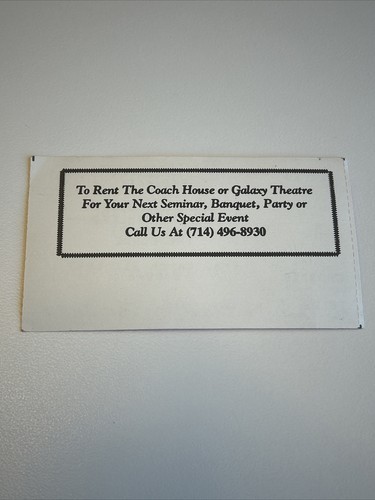 To Rent The Coach House or Galaxy Theatre
For Your Next Seminar, Banquet, Party or
Other Special Event
Call Us At (714) 496-8930